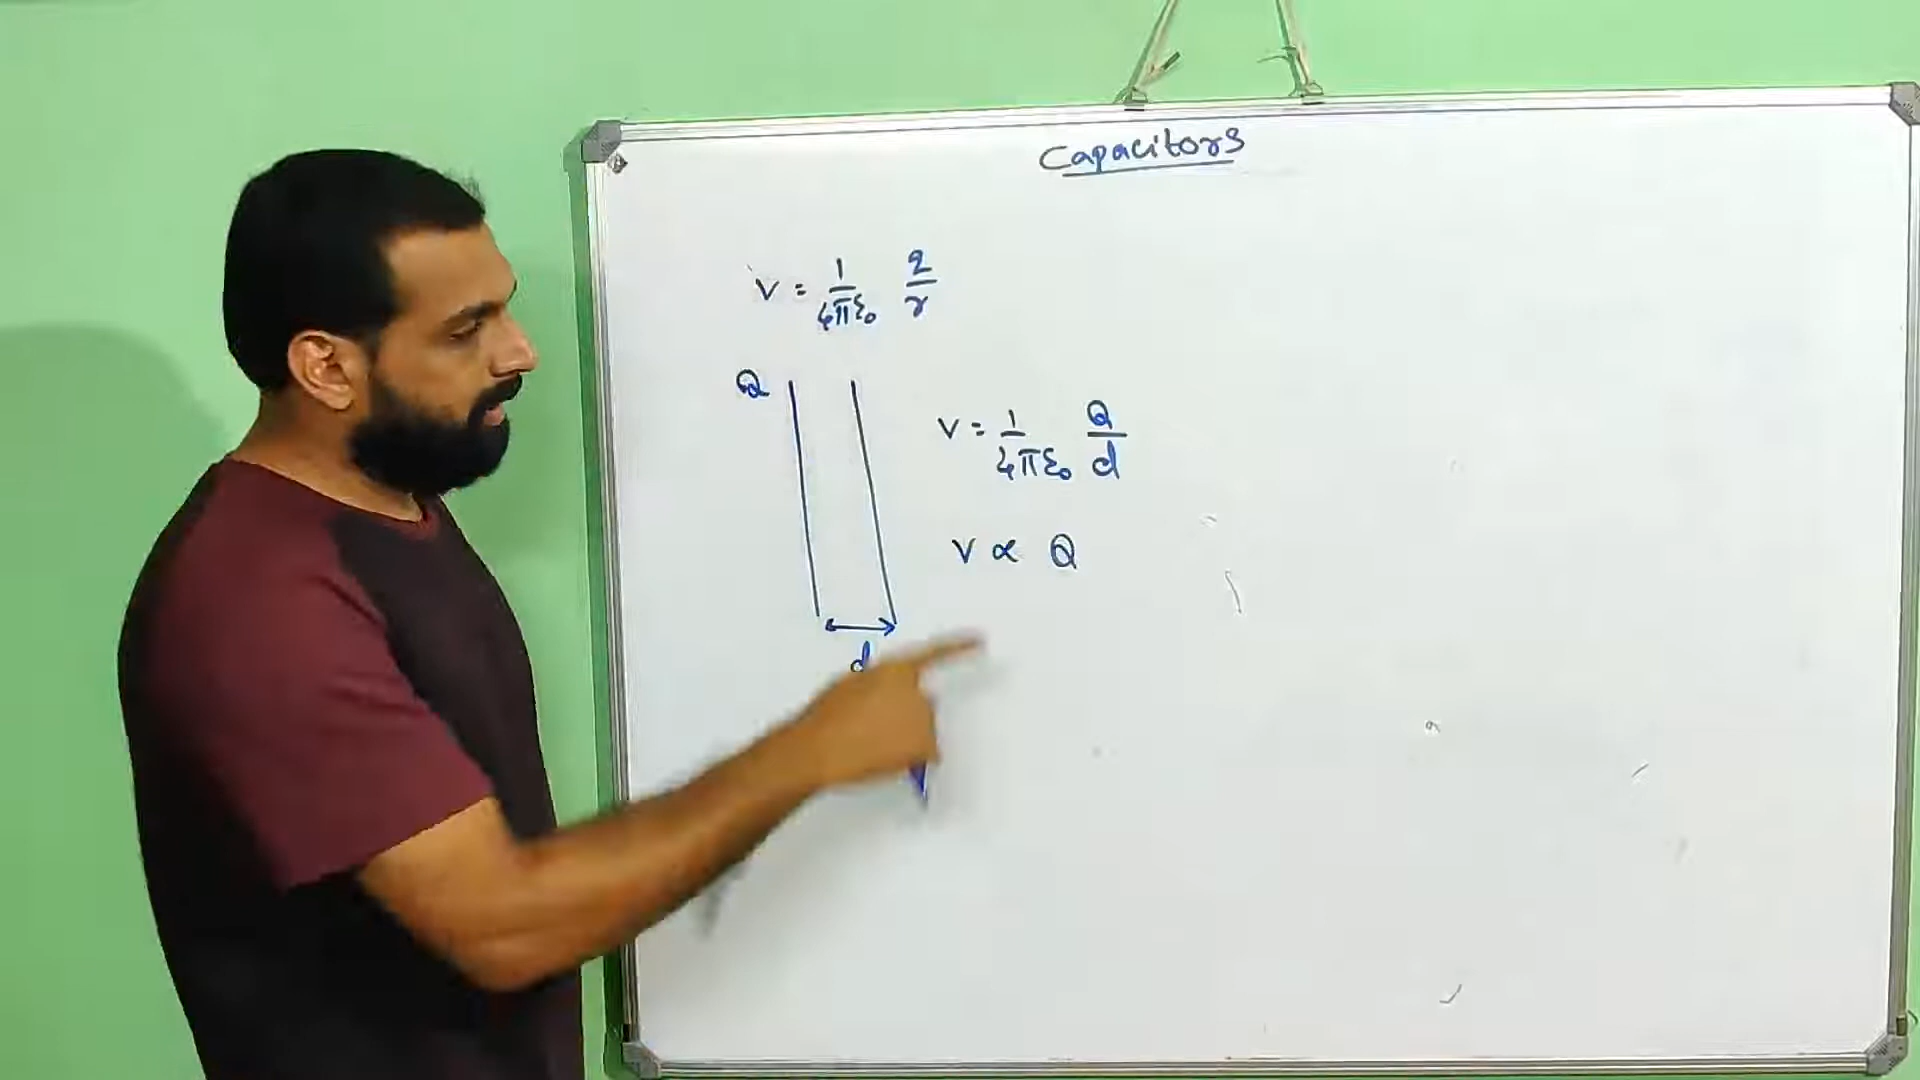 Capacitors
V = 1/4πε₀ q/r
Q
V = 1/4πε₀ Q/d
V ∝ Q
d